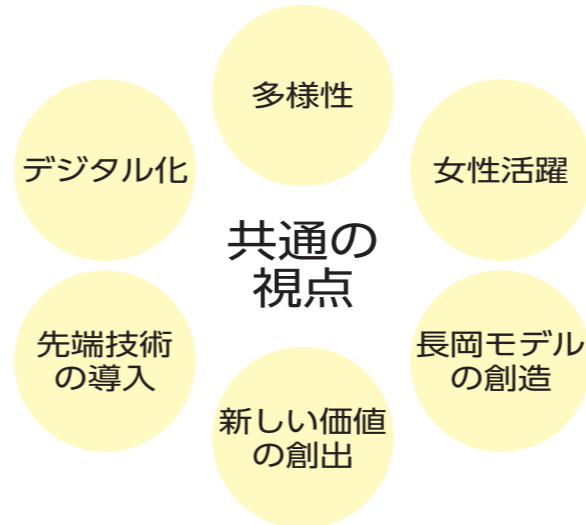 多様性
デジタル化
女性活躍
共通の
視点
先端技術
の導入
長岡モデル
の創造
新しい価値
の創出